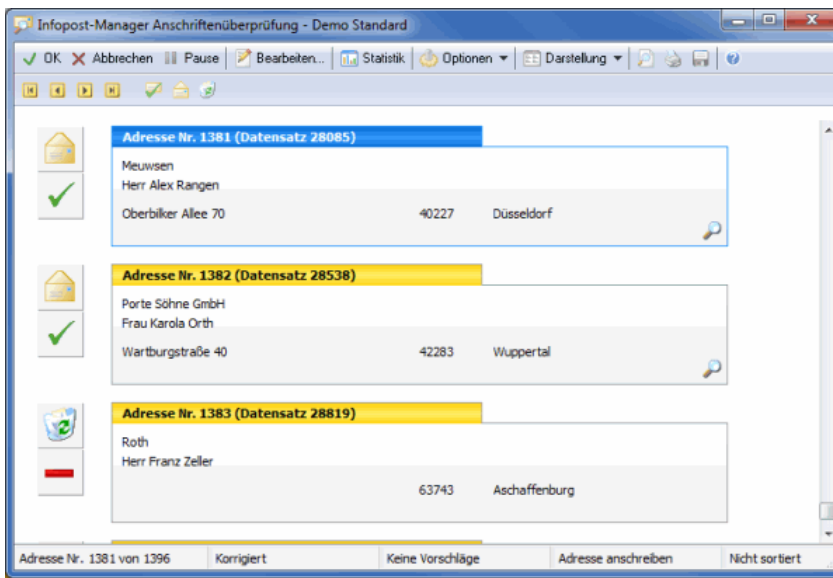 Infopost-Manager Anschriftenüberprüfung - Demo Standard
OK Abbrechen Pause Bearbeiten... Statistik Optionen Darstellung
Adresse Nr. 1381 (Datensatz 28085)
Meuwsen
Herr Alex Rangen
Oberbilker Allee 70 40227 Düsseldorf
Adresse Nr. 1382 (Datensatz 28538)
Porte Söhne GmbH
Frau Karola Orth
Wartburgstraße 40 42283 Wuppertal
Adresse Nr. 1383 (Datensatz 28819)
Roth
Herr Franz Zeller
63743 Aschaffenburg
Adresse Nr. 1381 von 1396 Korrigiert Keine Vorschläge Adresse anschreiben Nicht sortiert